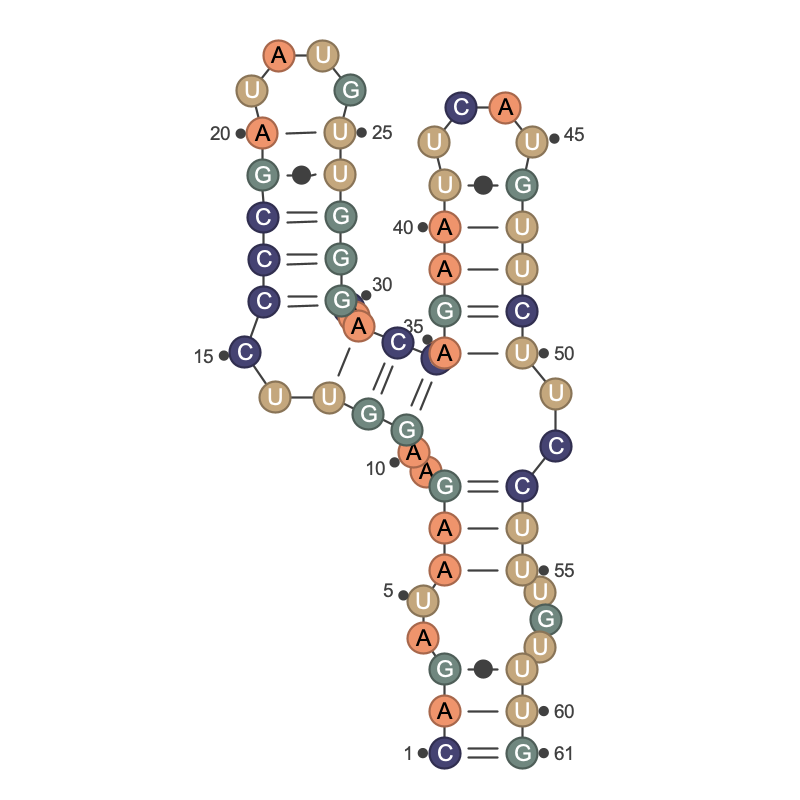 A U
U G
C A
20 A U 25
U U 45
G U U G
C G 40 A U
C G A U
30
C G G C
A 35
C
15 C A U 50
U U U
G
G C
A
10 A
G C
A U
A U 55
5 U U
G
A U
G U
A U 60
1 C G 61